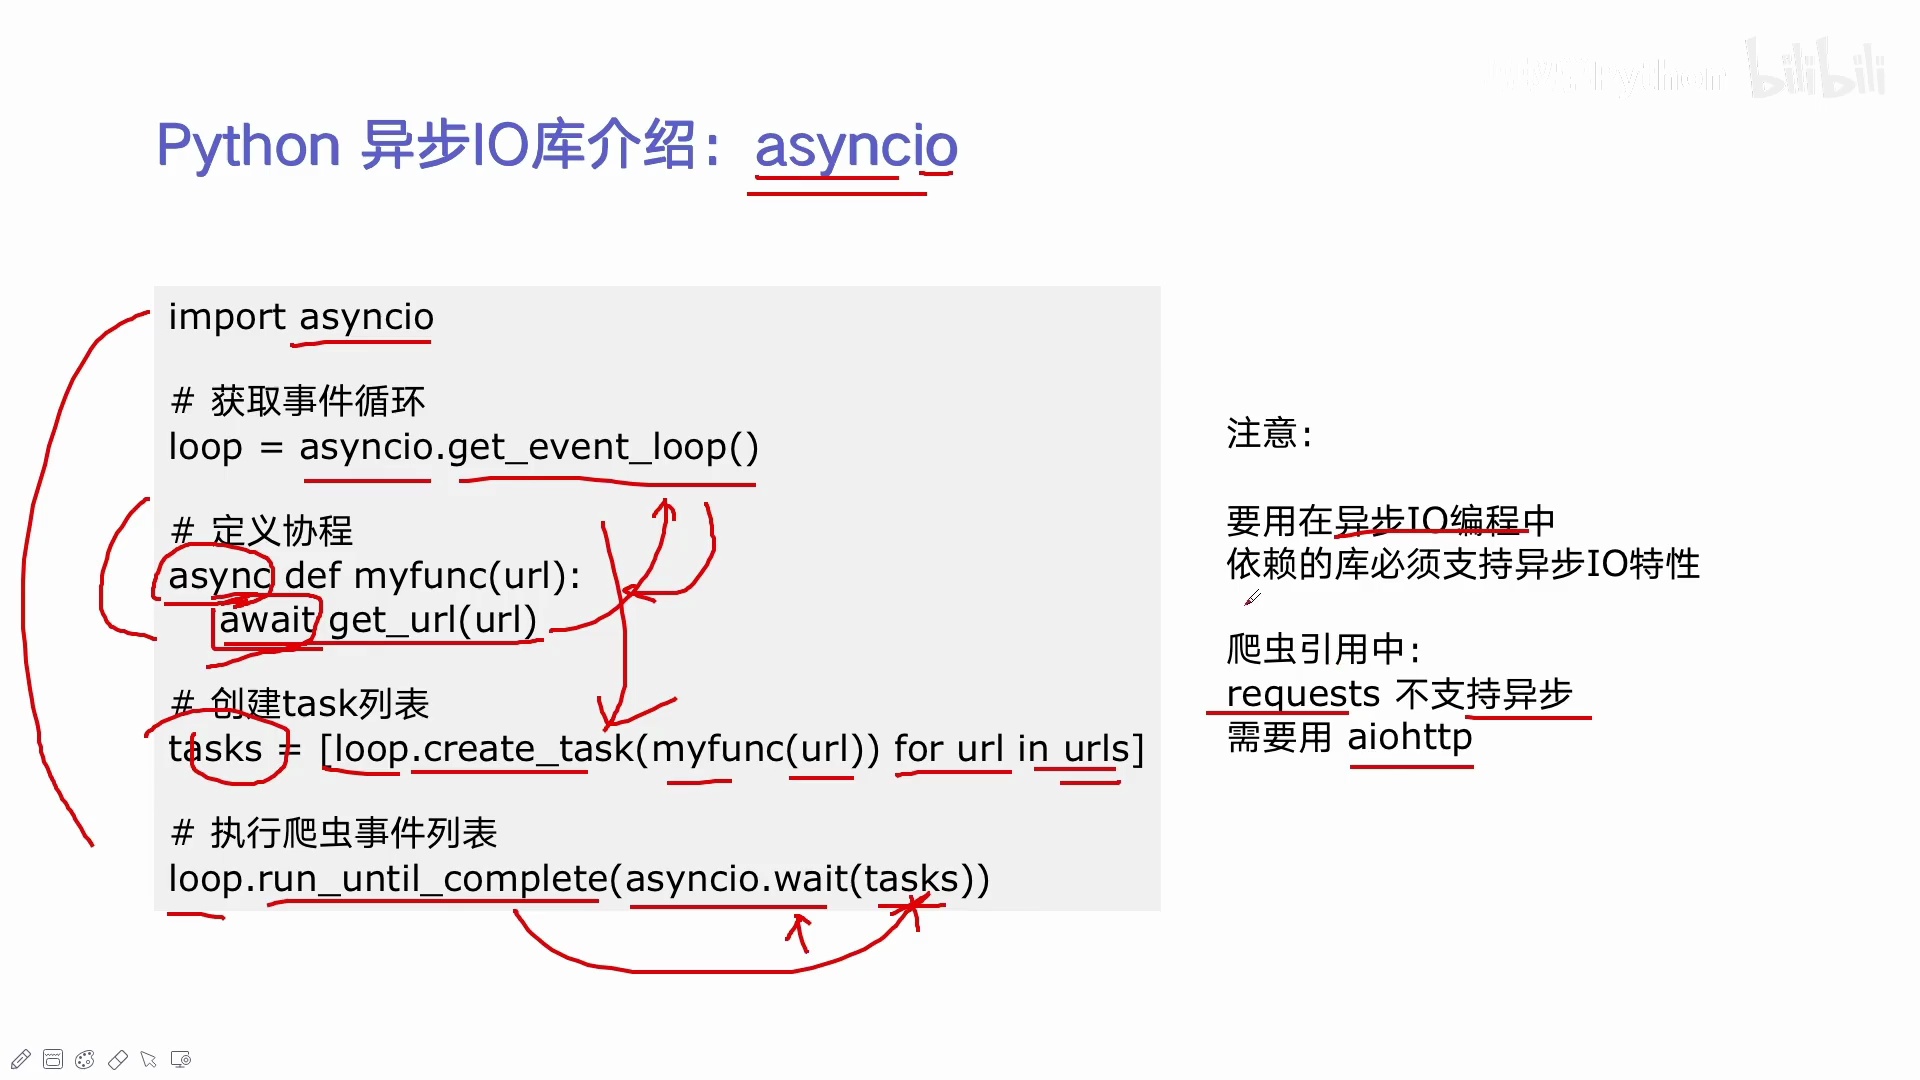 Python bilibili
Python 异步IO库介绍：asyncio
import asyncio
# 获取事件循环
loop = asyncio.get_event_loop()
# 定义协程
async def myfunc(url):
await get_url(url)
# 创建task列表
tasks = [loop.create_task(myfunc(url)) for url in urls]
# 执行爬虫事件列表
loop.run_until_complete(asyncio.wait(tasks))
注意：
要用在异步IO编程中
依赖的库必须支持异步IO特性
爬虫引用中：
requests 不支持异步
需要用 aiohttp